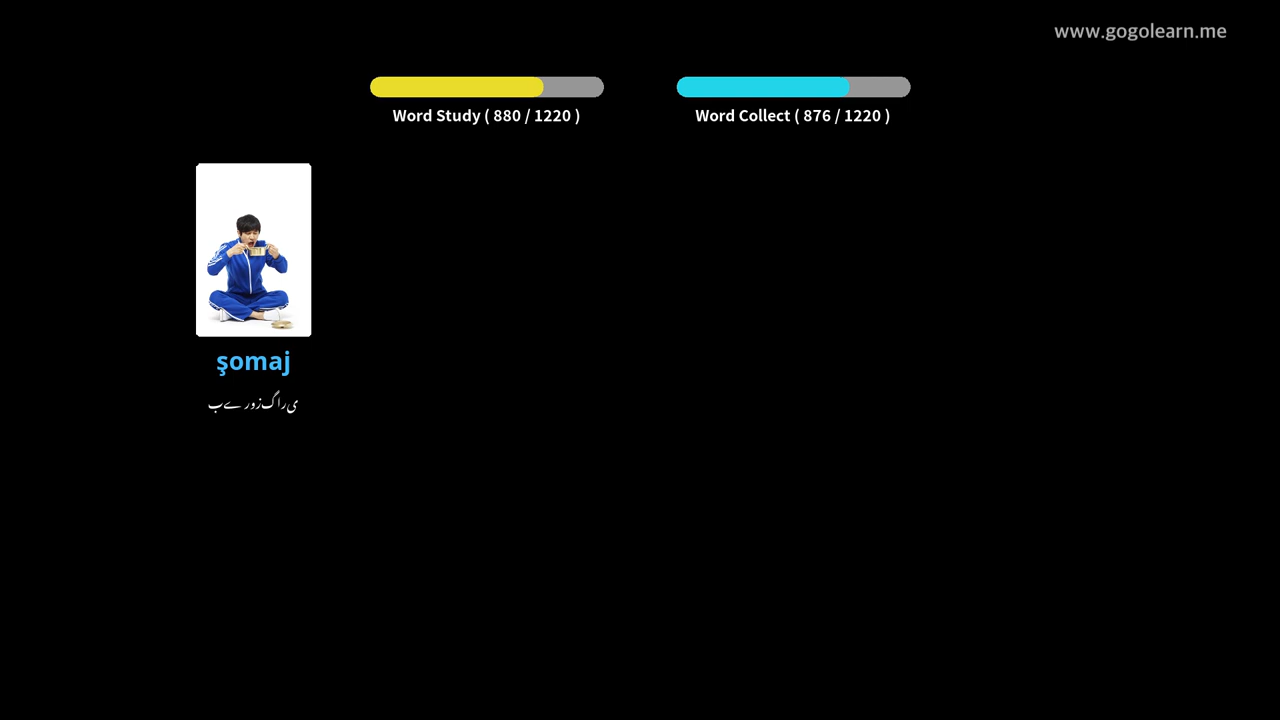 www.gogolearn.me
Word Study ( 880 / 1220 )
Word Collect ( 876 / 1220 )
şomaj
بے روزگاری